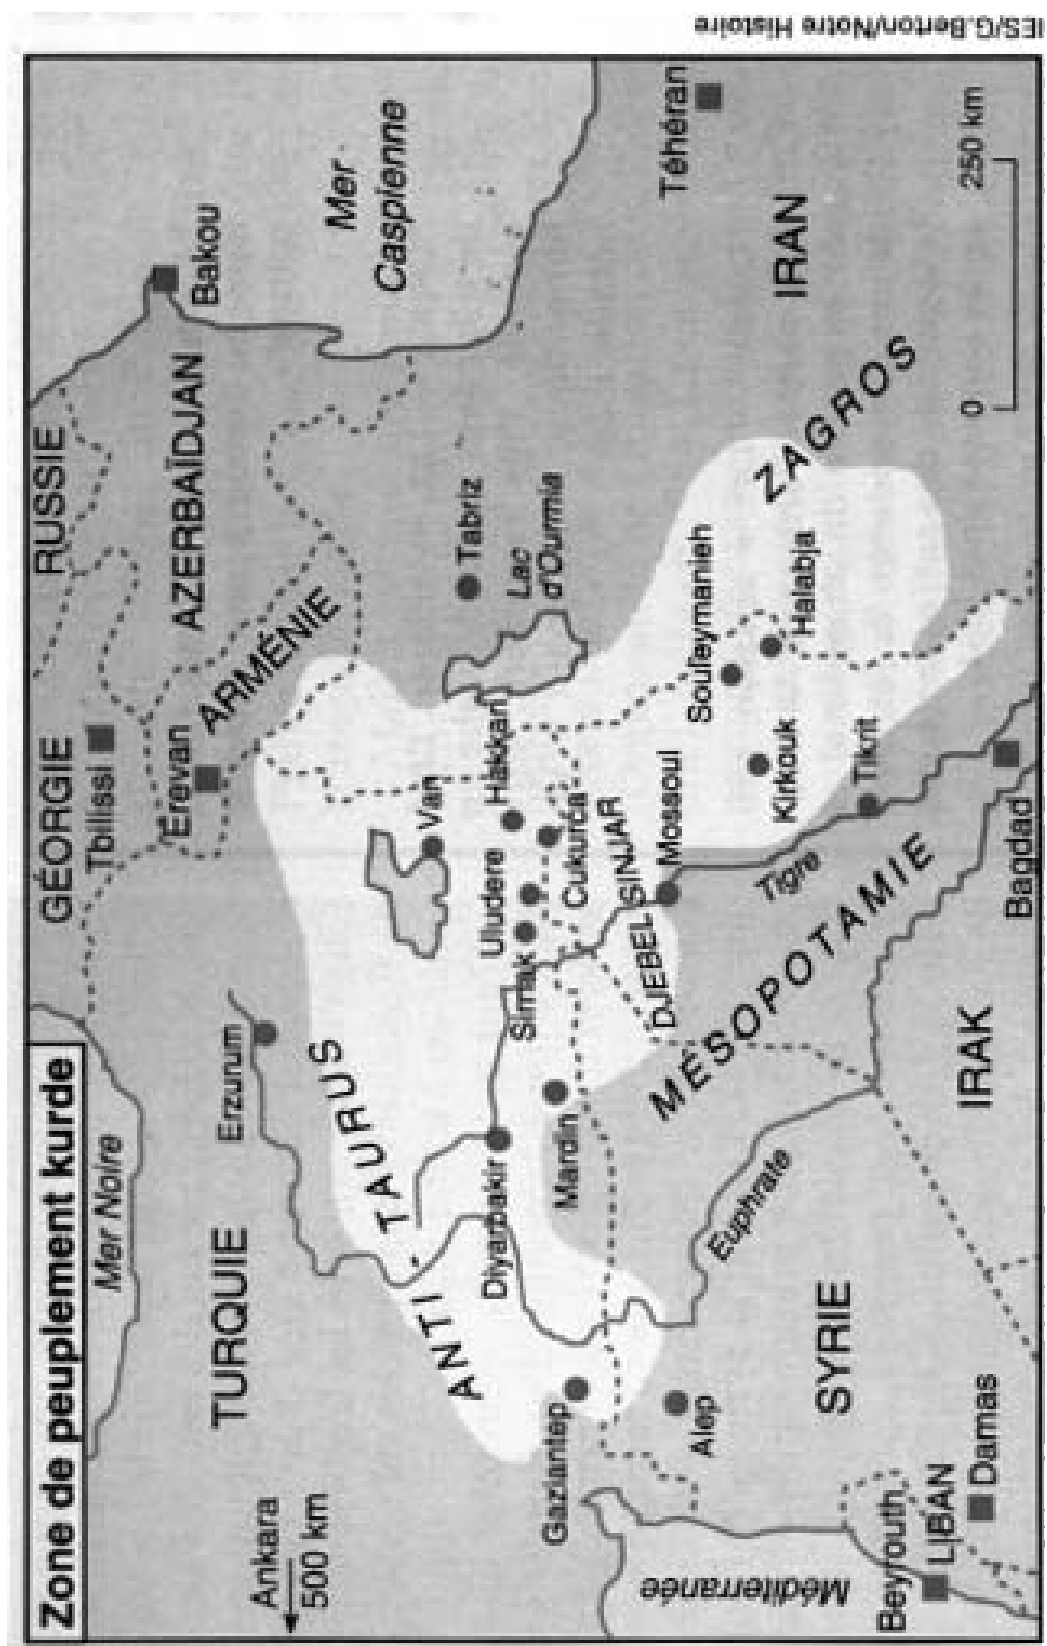 Zone de peuplement kurde
IES/G.Berton/Notre Histoire
Mer Noire
GÉORGIE
RUSSIE
Tbilissi
Erevan
ARMÉNIE
AZERBAÏDJAN
Bakou
Mer
Caspienne
TURQUIE
Ankara
500 km
Erzurum
ANTI-TAURUS
Van
Tabriz
Lac
d'Ourmia
Diyarbakir
Sirnak
Uludere
Hakkari
Cukurca
Gaziantep
Mardin
DJEBEL SINJAR
Mossoul
Souleymanieh
Halabja
Kirkouk
Tikrit
ZAGROS
Téhéran
IRAN
Méditerranée
Alep
Euphrate
MÉSOPOTAMIE
Tigre
SYRIE
IRAK
Bagdad
Beyrouth
LIBAN
Damas
0 250 km